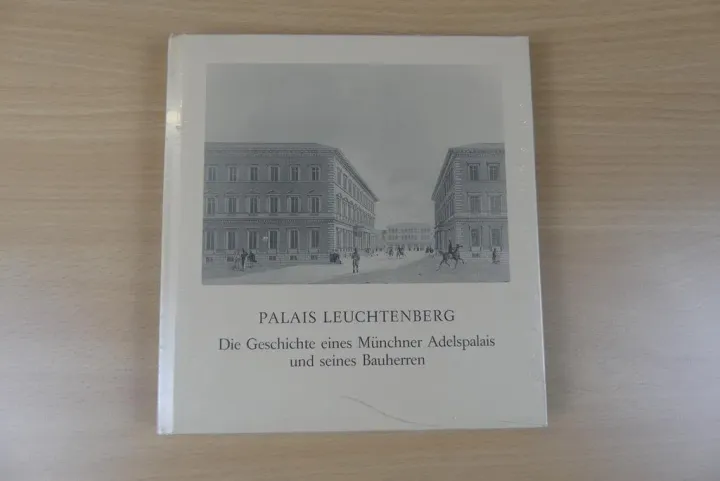 PALAIS LEUCHTENBERG
Die Geschichte eines Münchner Adelspalais
und seines Bauherren